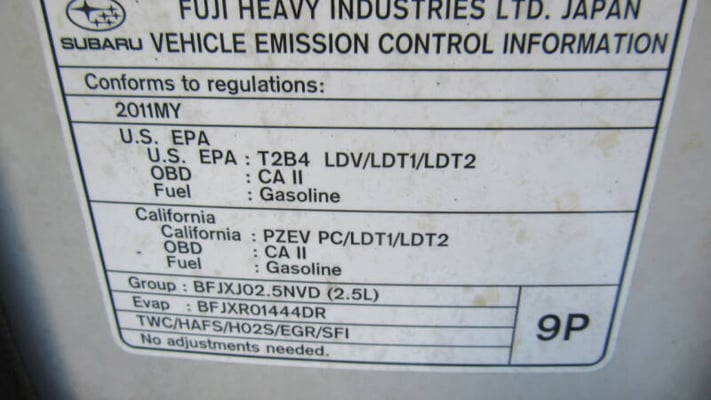 FUJI HEAVY INDUSTRIES LTD. JAPAN
SUBARU VEHICLE EMISSION CONTROL INFORMATION
Conforms to regulations:
2011MY
U.S. EPA
U.S. EPA : T2B4 LDV/LDT1/LDT2
OBD : CA II
Fuel : Gasoline
California
California : PZEV PC/LDT1/LDT2
OBD : CA II
Fuel : Gasoline
Group : BFJXJ02.5NVD (2.5L)
Evap : BFJXR01444DR
TWC/HAFS/HO2S/EGR/SFI
No adjustments needed.
9P